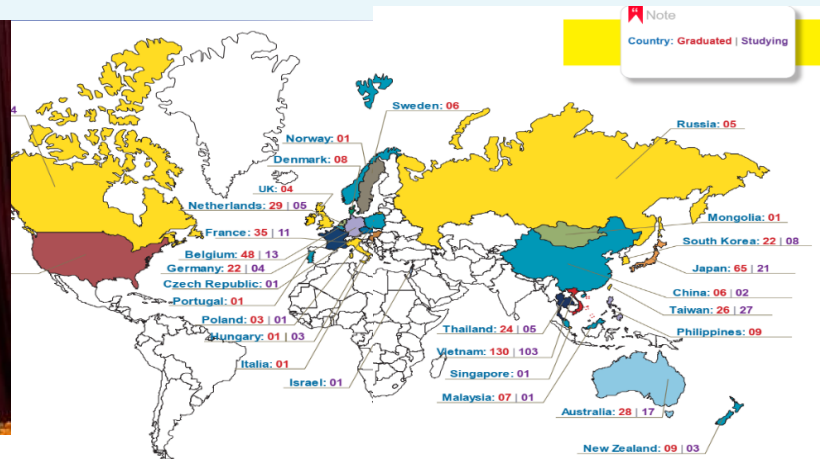 Note
Country: Graduated | Studying
4
Sweden: 06
Russia: 05
Norway: 01
Denmark: 08
UK: 04
Netherlands: 29 | 05
Mongolia: 01
France: 35 | 11
South Korea: 22 | 08
Belgium: 48 | 13
Germany: 22 | 04
Japan: 65 | 21
Czech Republic: 01
China: 06 | 02
Portugal: 01
Taiwan: 26 | 27
Poland: 03 | 01
Thailand: 24 | 05
Philippines: 09
Hungary: 01 | 03
Vietnam: 130 | 103
Italia: 01
Singapore: 01
Israel: 01
Malaysia: 07 | 01
Australia: 28 | 17
New Zealand: 09 | 03